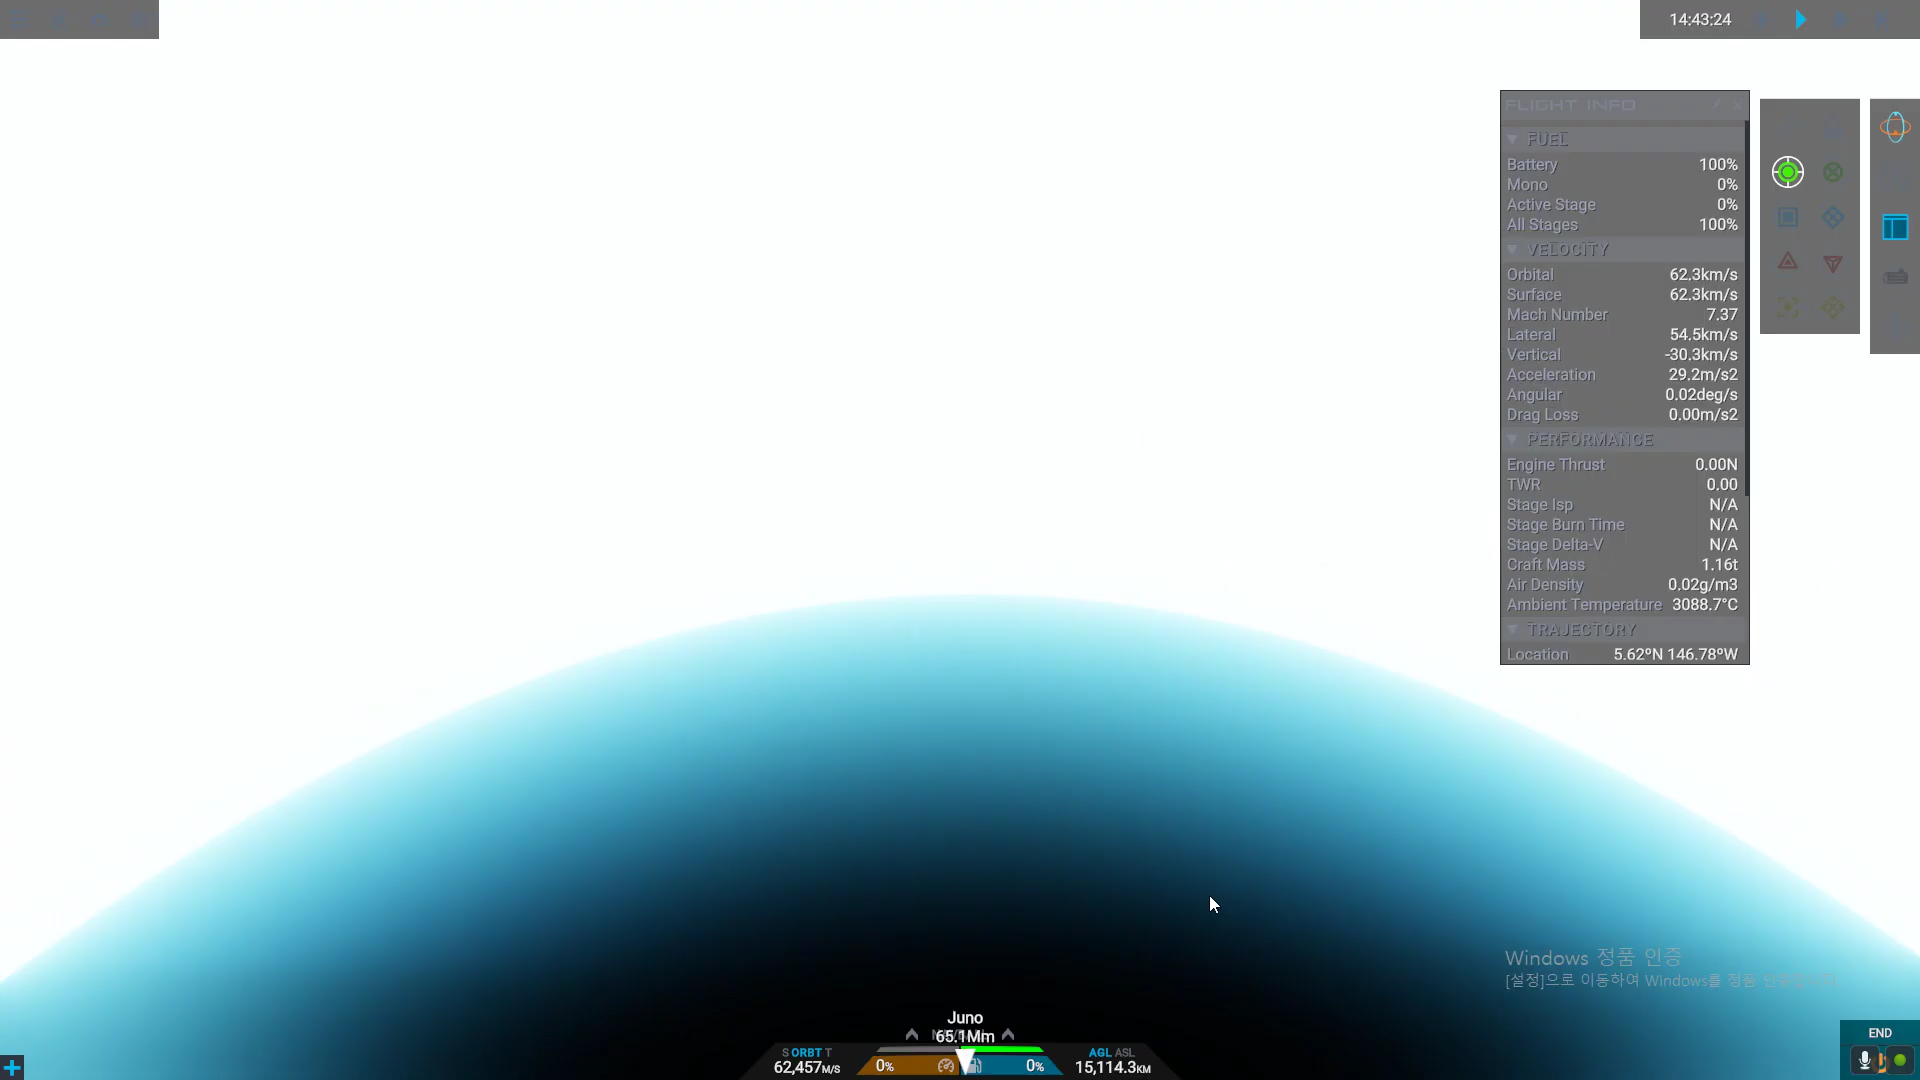 14:43:24
FLIGHT INFO
FUEL
Battery 100%
Mono 0%
Active Stage 0%
All Stages 100%
VELOCITY
Orbital 62.3km/s
Surface 62.3km/s
Mach Number 7.37
Lateral 54.5km/s
Vertical -30.3km/s
Acceleration 29.2m/s2
Angular 0.02deg/s
Drag Loss 0.00m/s2
PERFORMANCE
Engine Thrust 0.00N
TWR 0.00
Stage Isp N/A
Stage Burn Time N/A
Stage Delta-V N/A
Craft Mass 1.16t
Air Density 0.02g/m3
Ambient Temperature 3088.7°C
TRAJECTORY
Location 5.62ºN 146.78ºW
Windows 정품 인증
[설정]으로 이동하여 Windows를 정품
Juno
65.1Mm
S ORBT T
62,457M/S
0%
0%
AGL ASL
15,114.3KM
END